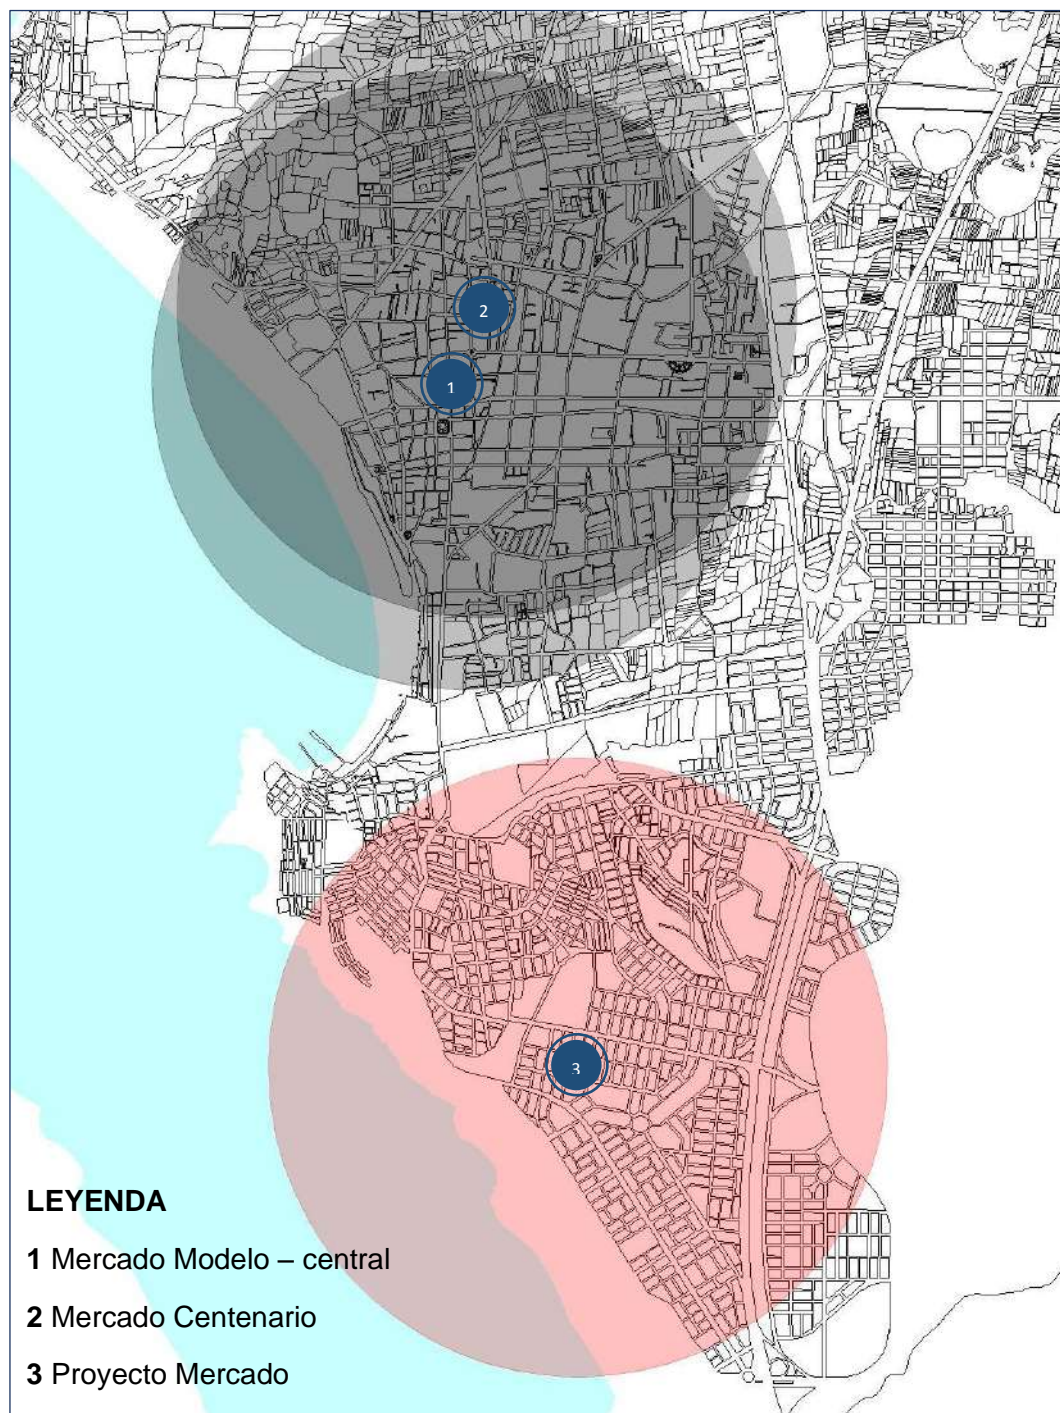 2
1
3
LEYENDA
1 Mercado Modelo – central
2 Mercado Centenario
3 Proyecto Mercado